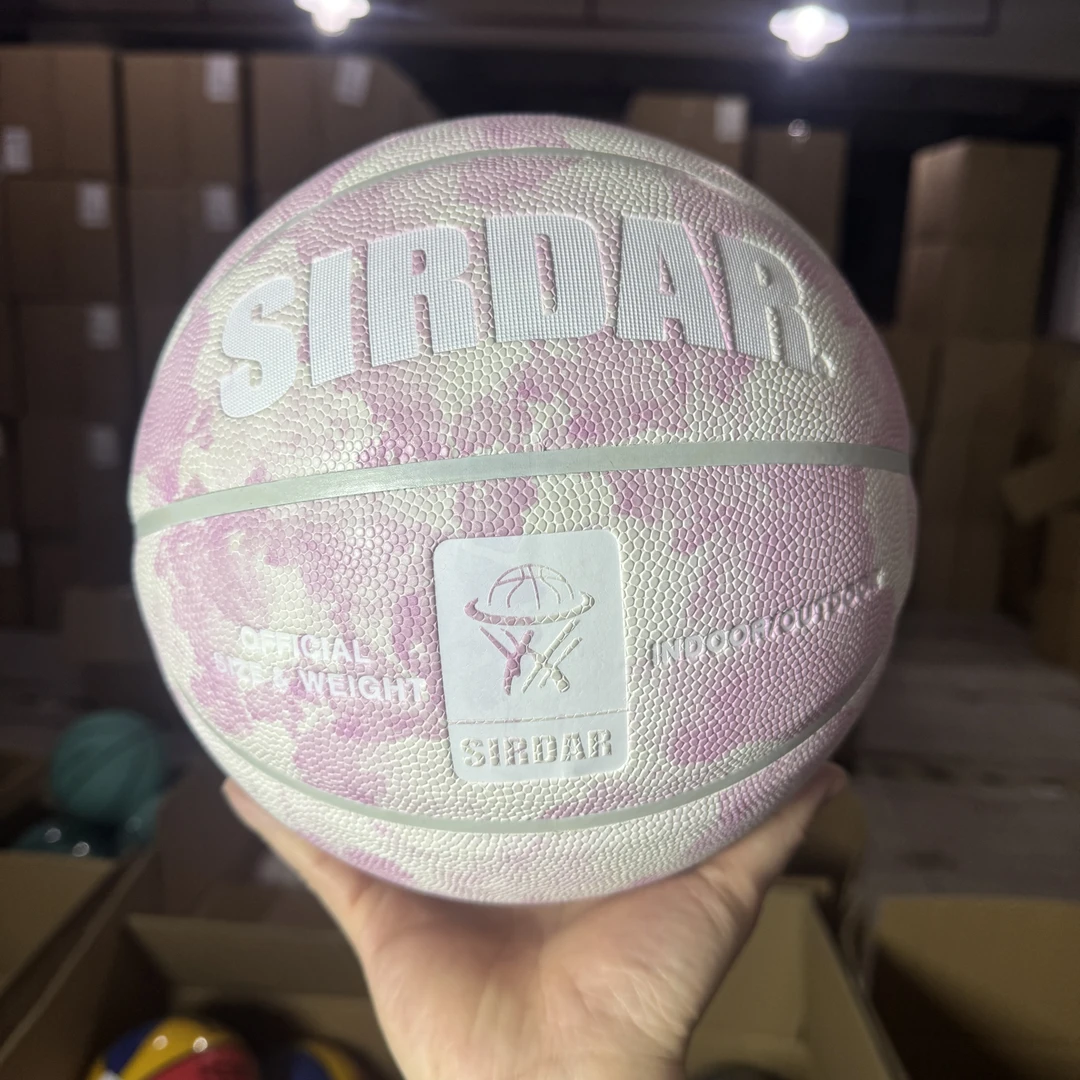 SIRDAR
OFFICIAL
SIZE & WEIGHT
INDOOR/OUTDOOR
SIRDAR